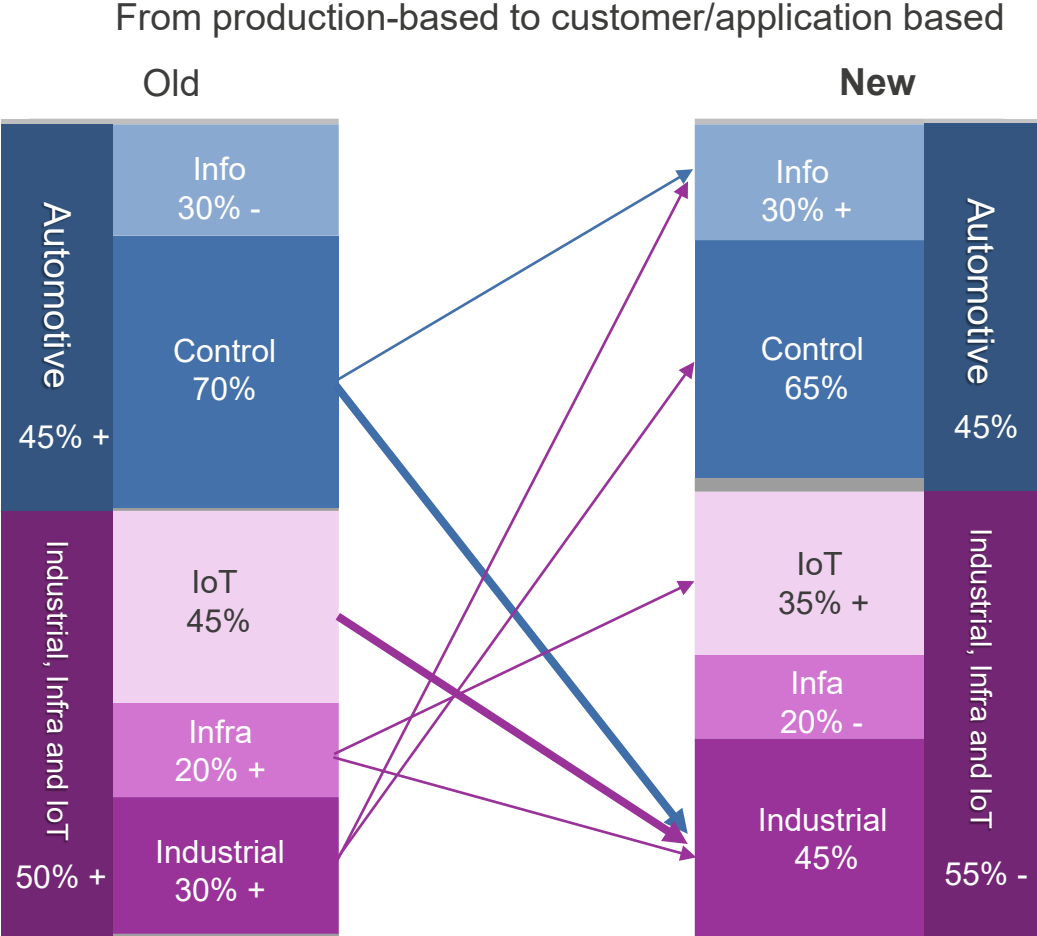 From production-based to customer/application based
Old
New
Automotive
45% +
Info
30% -
Control
70%
Industrial, Infra and IoT
50% +
IoT
45%
Infra
20% +
Industrial
30% +
Info
30% +
Control
65%
Automotive
45%
IoT
35% +
Infa
20% -
Industrial
45%
Industrial, Infra and IoT
55% -